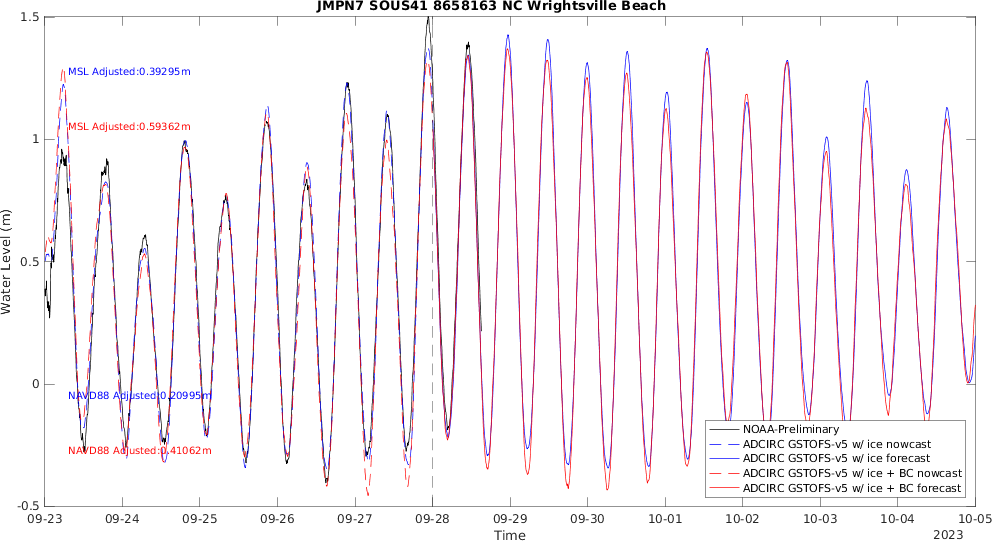 JMPN7 SOUS41 8658163 NC Wrightsville Beach
1.5
1
0.5
0
-0.5
Water Level (m)
MSL Adjusted:0.39295m
MSL Adjusted:0.59362m
NAVD88 Adjusted:0.20995m
NAVD88 Adjusted:0.41062m
NOAA-Preliminary
ADCIRC GSTOFS-v5 w/ ice nowcast
ADCIRC GSTOFS-v5 w/ ice forecast
ADCIRC GSTOFS-v5 w/ ice + BC nowcast
ADCIRC GSTOFS-v5 w/ ice + BC forecast
09-23 09-24 09-25 09-26 09-27 09-28 09-29 09-30 10-01 10-02 10-03 10-04 10-05
Time
2023